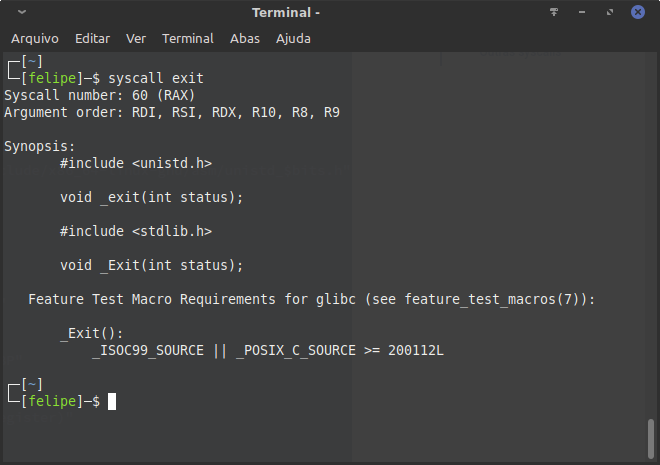 Terminal -
Arquivo Editar Ver Terminal Abas Ajuda
┌─[~]
└─[felipe]─$ syscall exit
Syscall number: 60 (RAX)
Argument order: RDI, RSI, RDX, R10, R8, R9
Synopsis:
#include <unistd.h>
void _exit(int status);
#include <stdlib.h>
void _Exit(int status);
Feature Test Macro Requirements for glibc (see feature_test_macros(7)):
_Exit():
_ISOC99_SOURCE || _POSIX_C_SOURCE >= 200112L
┌─[~]
└─[felipe]─$